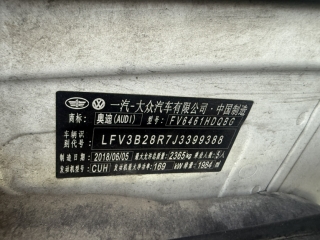 一汽-大众汽车有限公司·中国制造
商标: 奥迪(AUDI) 型号: FV6461HDQBG
车辆识别代号: LFV3B28R7J3399388
制造日期 2018/06/05 最大允许总质量 2365kg 乘坐人数 5人
发动机型号 CUH 发动机最大净功率 169 kW 排量 1984 ml